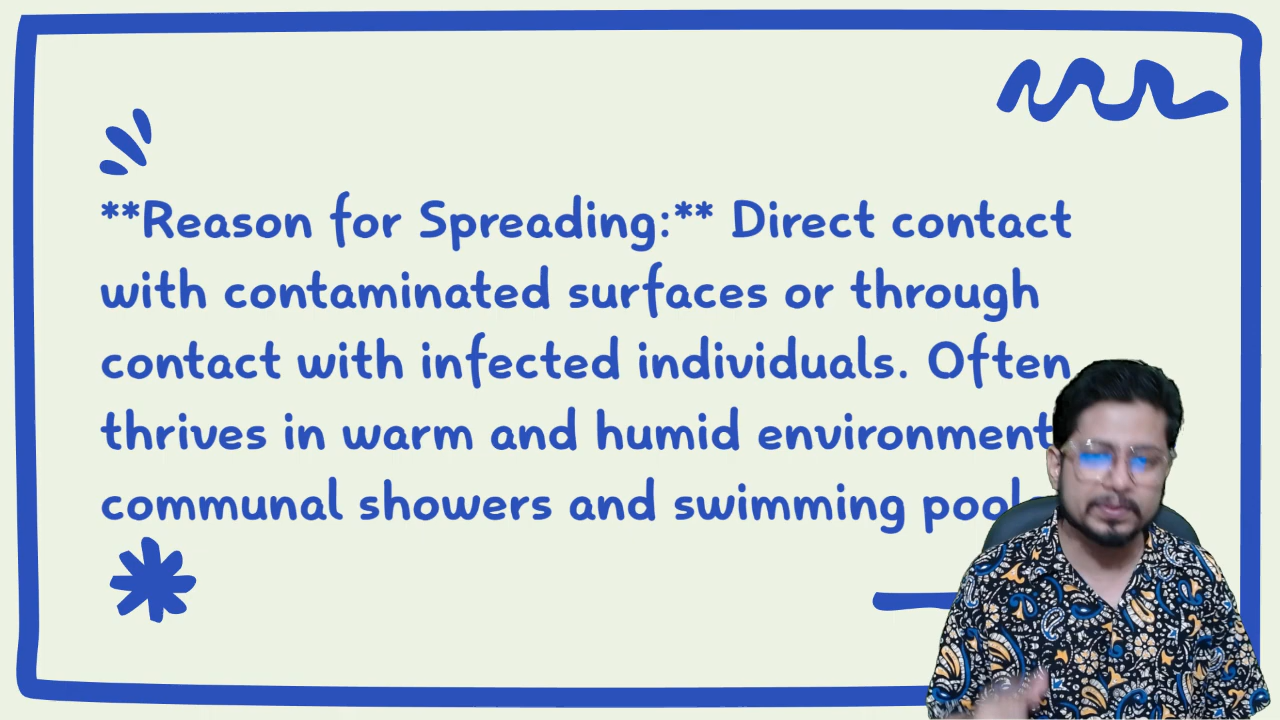 **Reason for Spreading:** Direct contact
with contaminated surfaces or through
contact with infected individuals. Often
thrives in warm and humid environment
communal showers and swimming pool